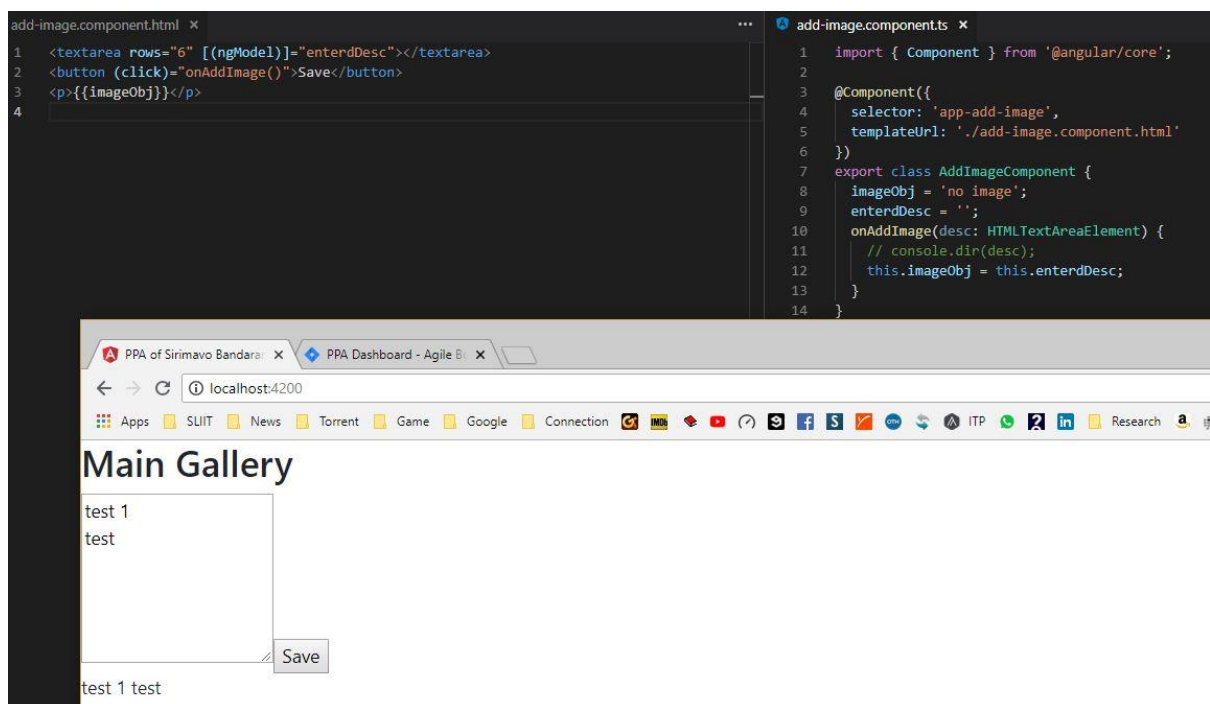 add-image.component.html ×
1 <textarea rows="6" [(ngModel)]="enterdDesc"></textarea>
2 <button (click)="onAddImage()">Save</button>
3 <p>{{imageObj}}</p>
4
add-image.component.ts ×
1 import { Component } from '@angular/core';
2
3 @Component({
4 selector: 'app-add-image',
5 templateUrl: './add-image.component.html'
6 })
7 export class AddImageComponent {
8 imageObj = 'no image';
9 enterdDesc = '';
10 onAddImage(desc: HTMLTextAreaElement) {
11 // console.dir(desc);
12 this.imageObj = this.enterdDesc;
13 }
14 }
PPA of Sirimavo Bandara PPA Dashboard - Agile Bo
localhost:4200
Apps SLIIT News Torrent Game Google Connection IMDb ITP Research
Main Gallery
test 1
test
Save
test 1 test